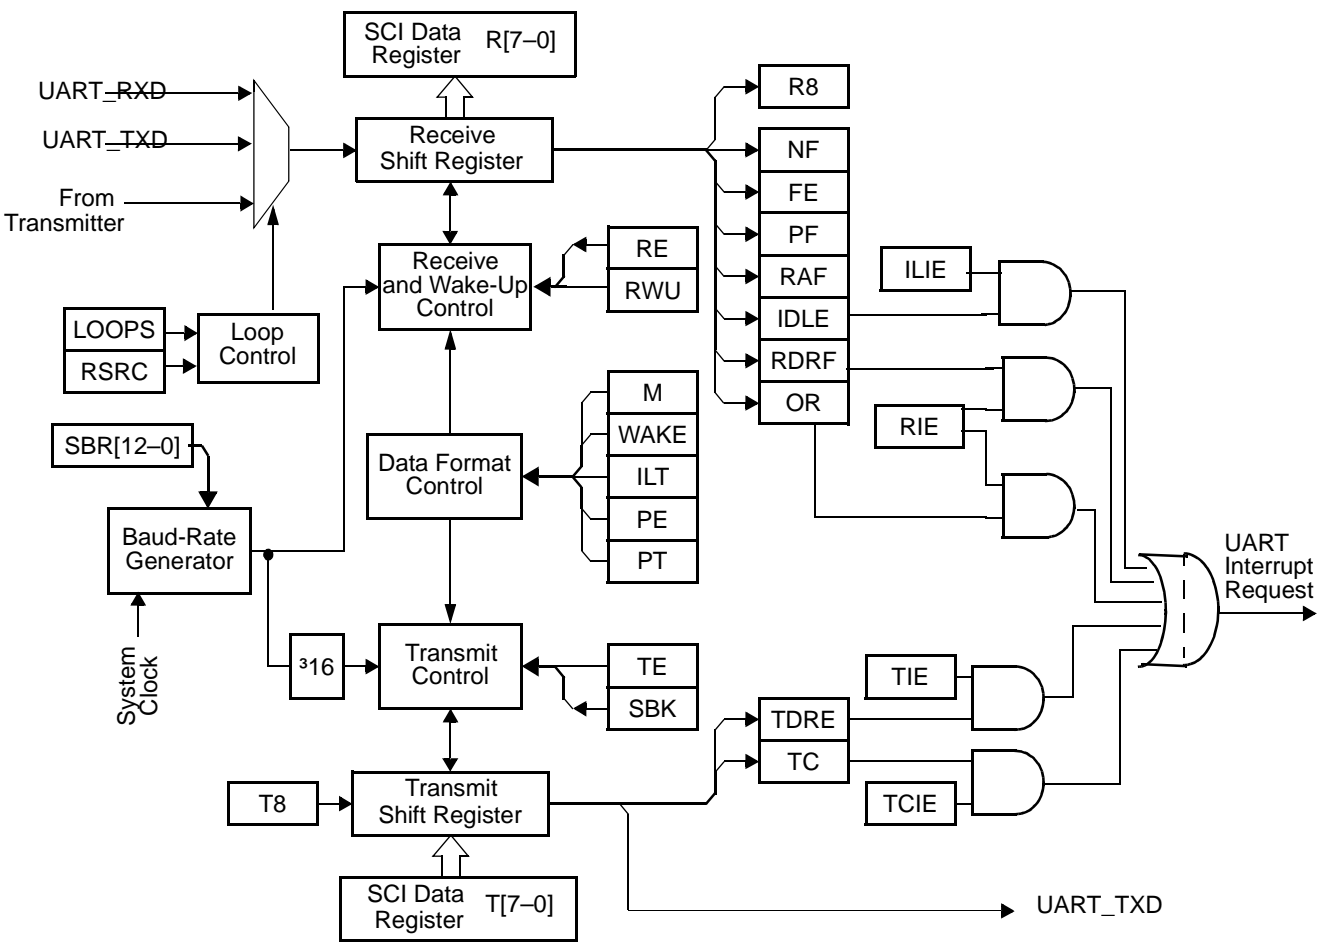 SCI Data
Register
R[7–0]
UART_RXD
UART_TXD
From
Transmitter
Receive
Shift Register
R8
NF
FE
PF
RAF
IDLE
RDRF
OR
RE
RWU
Receive
and Wake-Up
Control
ILIE
LOOPS
RSRC
Loop
Control
M
WAKE
ILT
PE
PT
RIE
SBR[12–0]
Data Format
Control
Baud-Rate
Generator
UART
Interrupt
Request
System
Clock
³16
Transmit
Control
TE
SBK
TIE
TDRE
TC
TCIE
T8
Transmit
Shift Register
SCI Data
Register
T[7–0]
UART_TXD